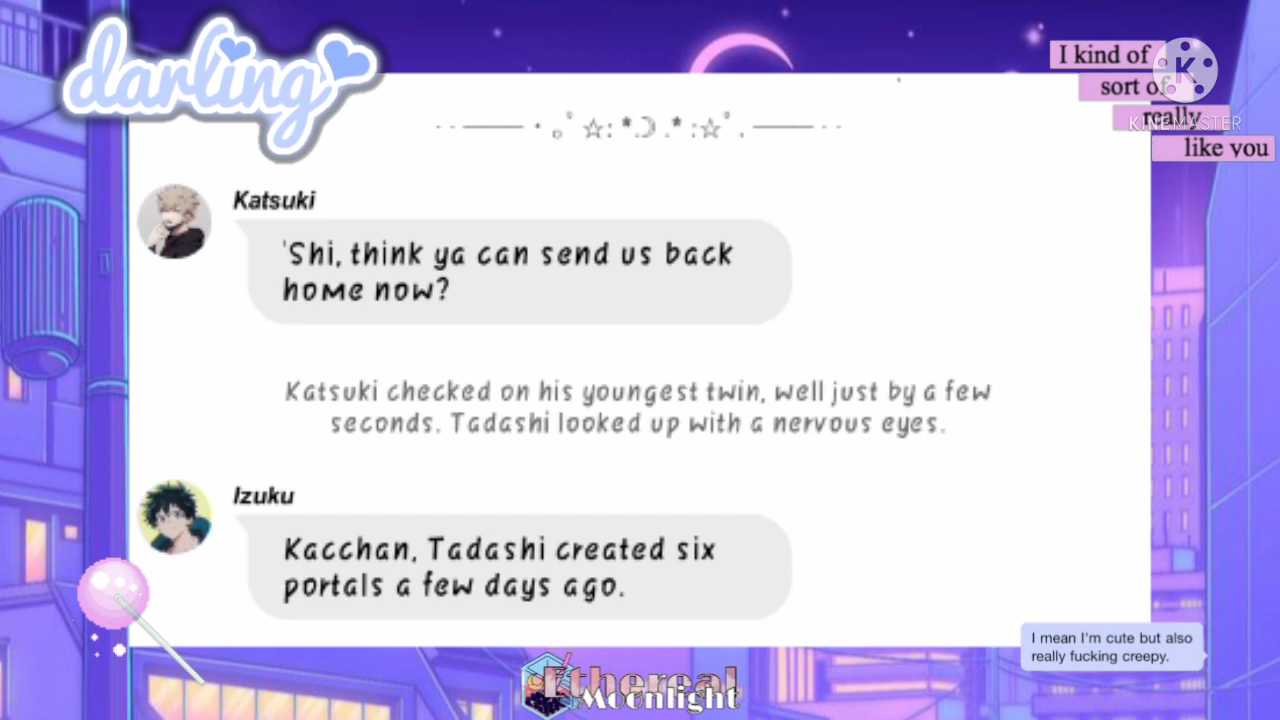 darling
I kind of
sort of
really
like you
K
KINEMASTER
Katsuki
'Shi, think ya can send us back
home now?
Katsuki checked on his youngest twin, well just by a few
seconds. Tadashi looked up with a nervous eyes.
Izuku
Kacchan, Tadashi created six
portals a few days ago.
I mean I'm cute but also
really fucking creepy.
Ethereal
Moonlight